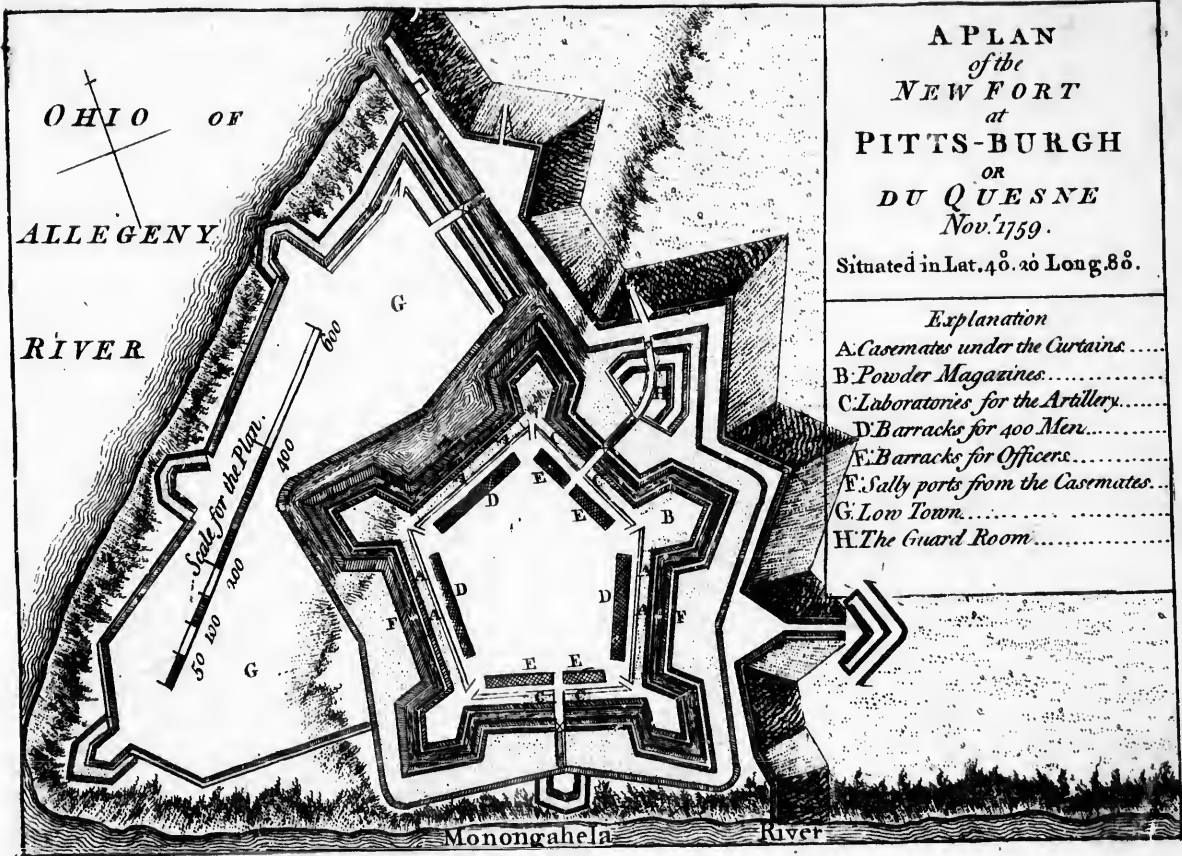 A PLAN
of the
NEW FORT
at
PITTS-BURGH
OR
DU QUESNE
Novr. 1759.
Situated in Lat. 40°. 20 Long. 80°.
Explanation
A: Casemates under the Curtains.....
B: Powder Magazines..............
C: Laboratories for the Artillery......
D: Barracks for 400 Men..........
E: Barracks for Officers...........
F: Sally ports from the Casemates...
G: Low Town.......................
H: The Guard Room...............
OHIO OF
ALLEGENY
RIVER
Scale for the Plan.
50
100
200
400
600
G
G
H
A
C
A
E
C
D
E
B
A
D
A
F
D
A
A
F
E
E
C
C
Monongahela River